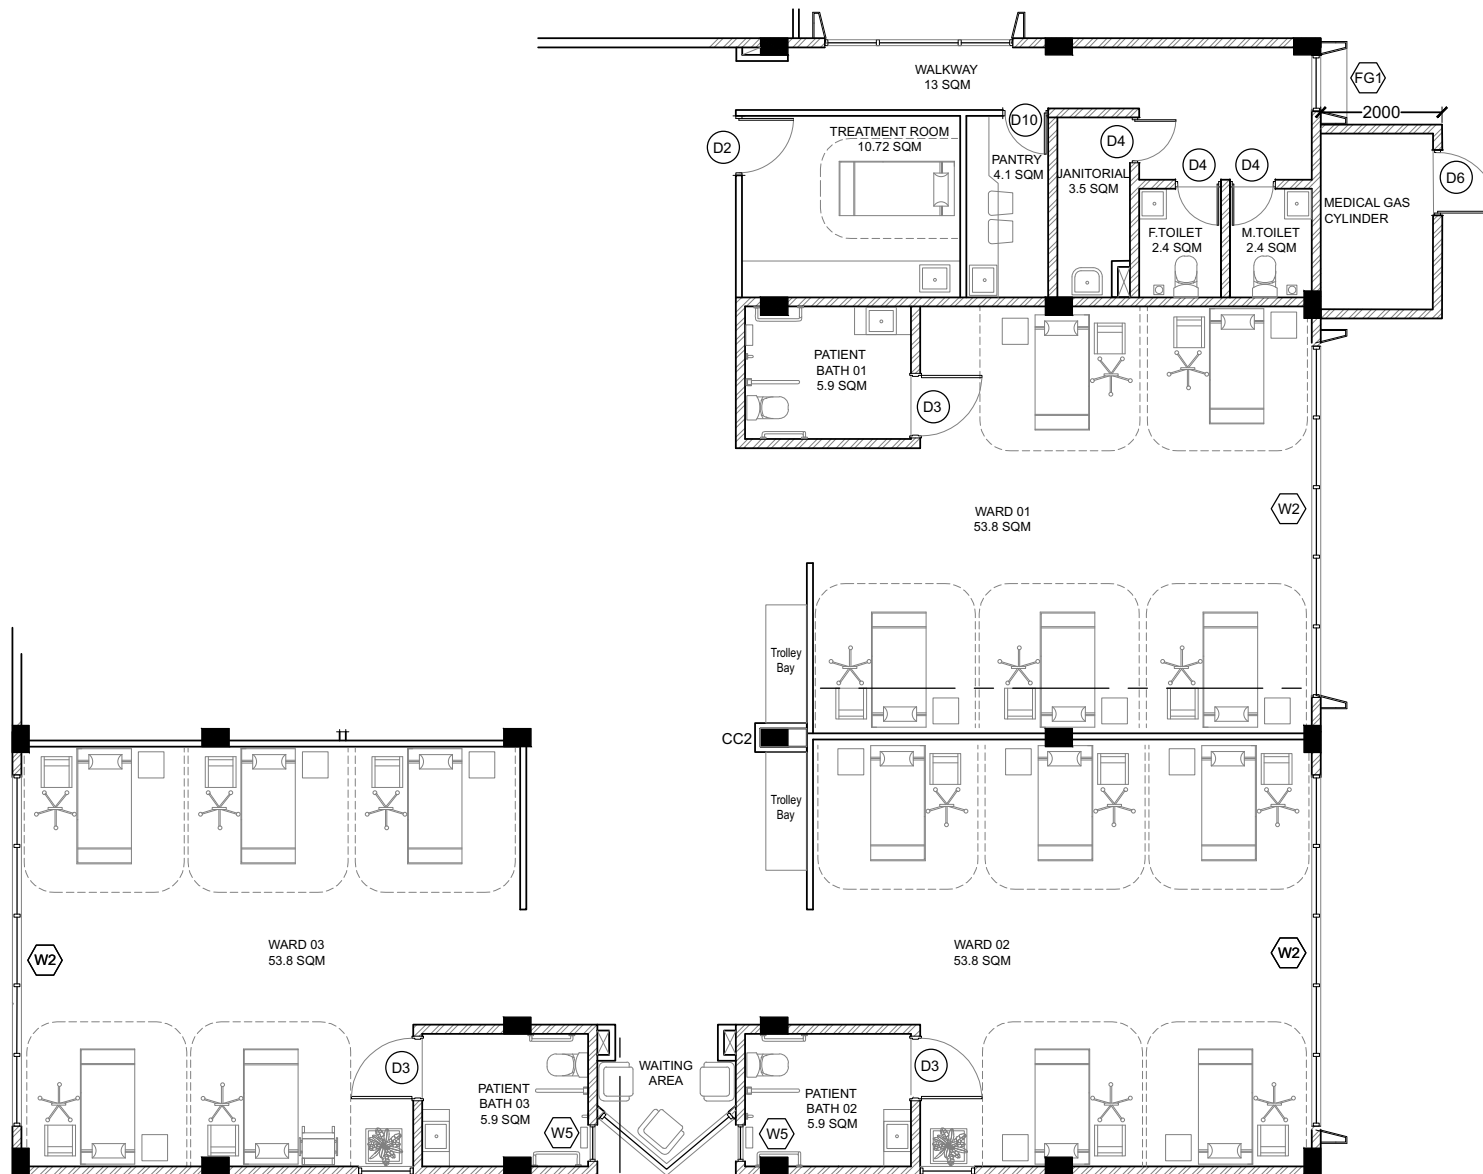 WALKWAY
13 SQM
FG1
2000
D10
TREATMENT ROOM
10.72 SQM
D2
D4
PANTRY
4.1 SQM
JANITORIAL
3.5 SQM
D4
D4
D6
MEDICAL GAS
CYLINDER
F.TOILET
2.4 SQM
M.TOILET
2.4 SQM
PATIENT
BATH 01
5.9 SQM
D3
WARD 01
53.8 SQM
W2
Trolley
Bay
CC2
Trolley
Bay
WARD 03
53.8 SQM
W2
WARD 02
53.8 SQM
W2
D3
WAITING
AREA
D3
PATIENT
BATH 03
5.9 SQM
PATIENT
BATH 02
5.9 SQM
W5
W5